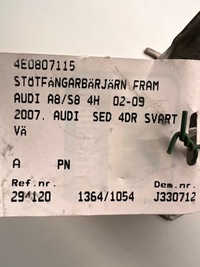 4E0807115
STÖTFÅNGARBÄRJÄRN FRAM
AUDI A8/S8 4H 02-09
2007. AUDI SED 4DR SVART
VÄ
A PN
Ref.nr. Dem.nr.
294120 1364/1054 J330712